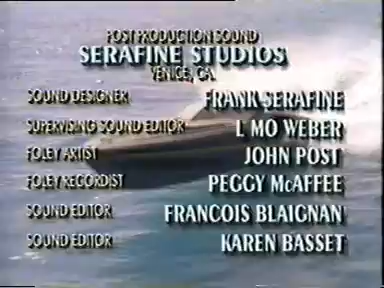 POST PRODUCTION SOUND
SERAFINE STUDIOS
VENICE, CA.
SOUND DESIGNER FRANK SERAFINE
SUPERVISING SOUND EDITOR L MO WEBER
FOLEY ARTIST JOHN POST
FOLEY RECORDIST PEGGY McAFFEE
SOUND EDITOR FRANCOIS BLAIGNAN
SOUND EDITOR KAREN BASSET